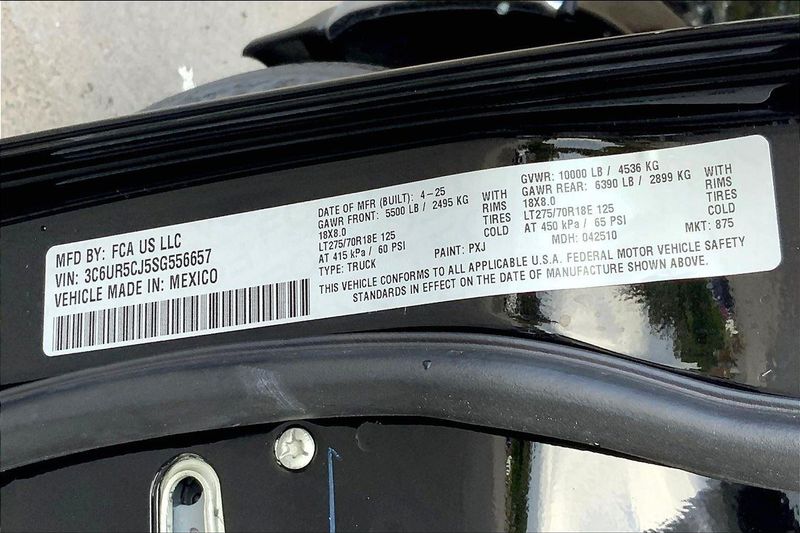 MFD BY: FCA US LLC
VIN: 3C6UR5CJ5SG556657
VEHICLE MADE IN: MEXICO
DATE OF MFR (BUILT): 4-25
GAWR FRONT: 5500 LB / 2495 KG WITH
18X8.0 RIMS
LT275/70R18E 125 TIRES
AT 415 kPa / 60 PSI COLD
TYPE: TRUCK PAINT: PXJ
GVWR: 10000 LB / 4536 KG
GAWR REAR: 6390 LB / 2899 KG WITH
18X8.0 RIMS
LT275/70R18E 125 TIRES
AT 450 kPa / 65 PSI COLD
MDH: 042510 MKT: 875
THIS VEHICLE CONFORMS TO ALL APPLICABLE U.S.A. FEDERAL MOTOR VEHICLE SAFETY
STANDARDS IN EFFECT ON THE DATE OF MANUFACTURE SHOWN ABOVE.